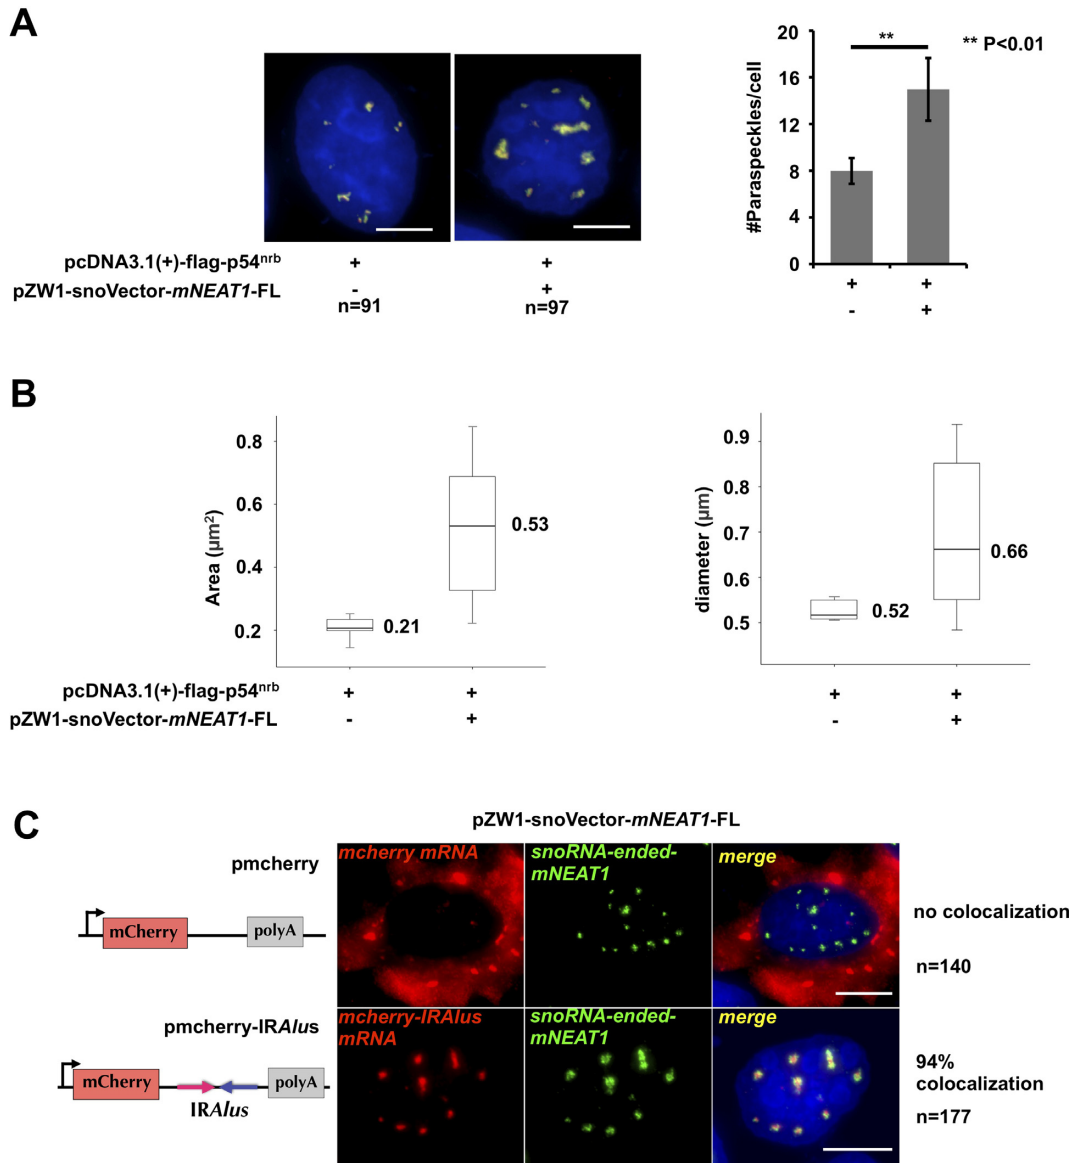 A
20
16
12
8
4
0
#Paraspeckles/cell
**
** P<0.01
pcDNA3.1(+)-flag-p54nrb
+
+
pZW1-snoVector-mNEAT1-FL
-
+
n=91
n=97
+
+
-
+
B
0.8
0.6
0.4
0.2
Area (µm2)
0.21
0.53
0.9
0.8
0.7
0.6
0.5
diameter (µm)
0.52
0.66
pcDNA3.1(+)-flag-p54nrb
+
+
+
+
pZW1-snoVector-mNEAT1-FL
-
+
-
+
C
pZW1-snoVector-mNEAT1-FL
pmcherry
mCherry
polyA
mcherry mRNA
snoRNA-ended-
mNEAT1
merge
no colocalization
n=140
pmcherry-IRAlus
mCherry
IRAlus
polyA
mcherry-IRAlus
mRNA
snoRNA-ended-
mNEAT1
merge
94%
colocalization
n=177